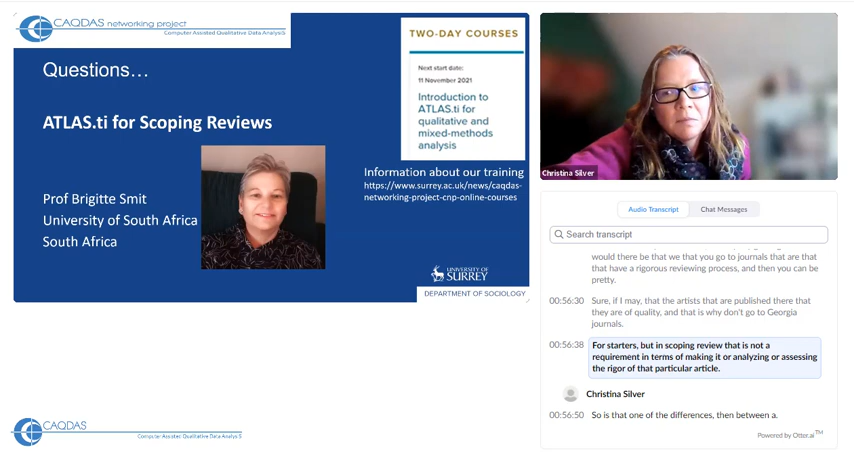 CAQDAS networking project
Computer Assisted Qualitative Data AnalysiS
Questions…
ATLAS.ti for Scoping Reviews
Prof Brigitte Smit
University of South Africa
South Africa
TWO-DAY COURSES
Next start date:
11 November 2021
Introduction to
ATLAS.ti for
qualitative and
mixed-methods
analysis
Information about our training
https://www.surrey.ac.uk/news/caqdas-
networking-project-cnp-online-courses
UNIVERSITY OF
SURREY
DEPARTMENT OF SOCIOLOGY
Christina Silver
Audio Transcript
Chat Messages
Search transcript
would there be that we that you go to journals that are that
that have a rigorous reviewing process, and then you can be
pretty.
00:56:30 Sure, if I may, that the artists that are published there that
they are of quality, and that is why don't go to Georgia
journals.
00:56:38 For starters, but in scoping review that is not a
requirement in terms of making it or analyzing or assessing
the rigor of that particular article.
Christina Silver
00:56:50 So is that one of the differences, then between a.
Powered by Otter.ai™
CAQDAS
Computer Assisted Qualitative Data AnalysiS